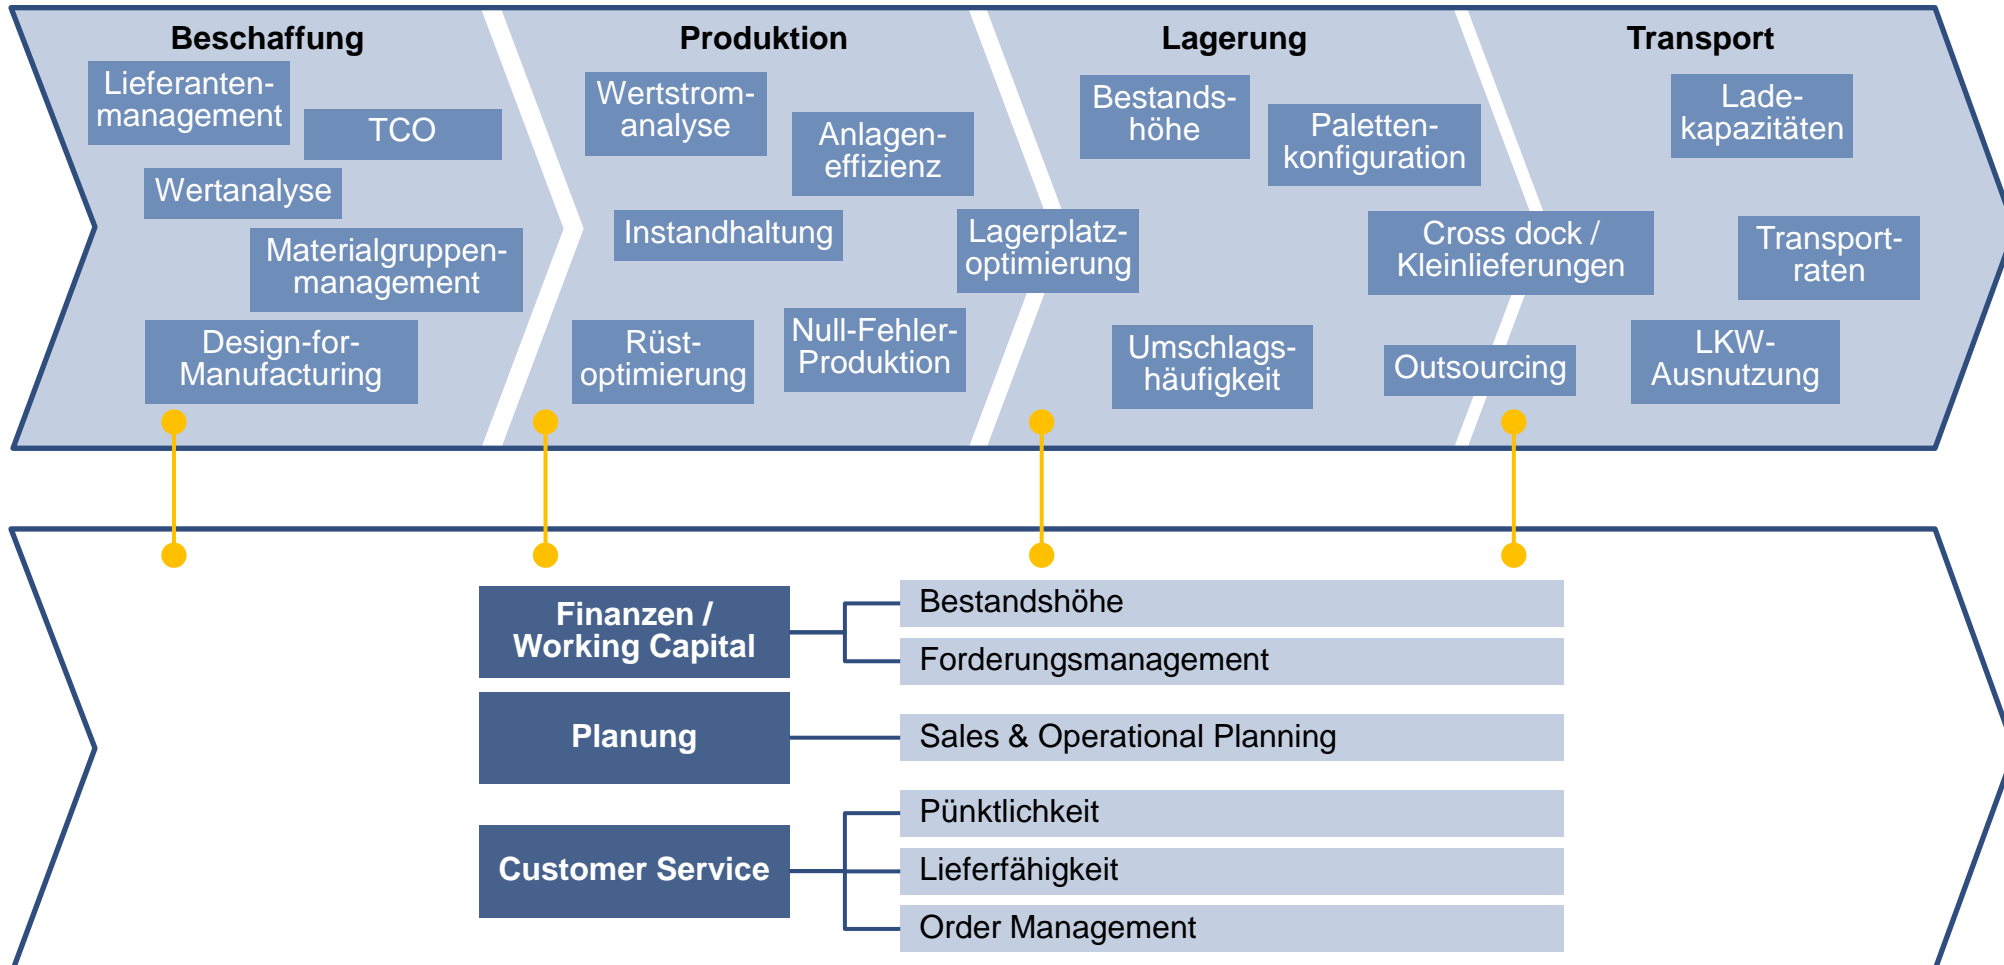 Beschaffung
Lieferanten-
management
TCO
Wertanalyse
Materialgruppen-
management
Design-for-
Manufacturing
Produktion
Wertstrom-
analyse
Anlagen-
effizienz
Instandhaltung
Rüst-
optimierung
Null-Fehler-
Produktion
Lagerplatz-
optimierung
Lagerung
Bestands-
höhe
Paletten-
konfiguration
Umschlags-
häufigkeit
Cross dock /
Kleinlieferungen
Outsourcing
Transport
Lade-
kapazitäten
Transport-
raten
LKW-
Ausnutzung
Finanzen /
Working Capital
Bestandshöhe
Forderungsmanagement
Planung
Sales & Operational Planning
Customer Service
Pünktlichkeit
Lieferfähigkeit
Order Management